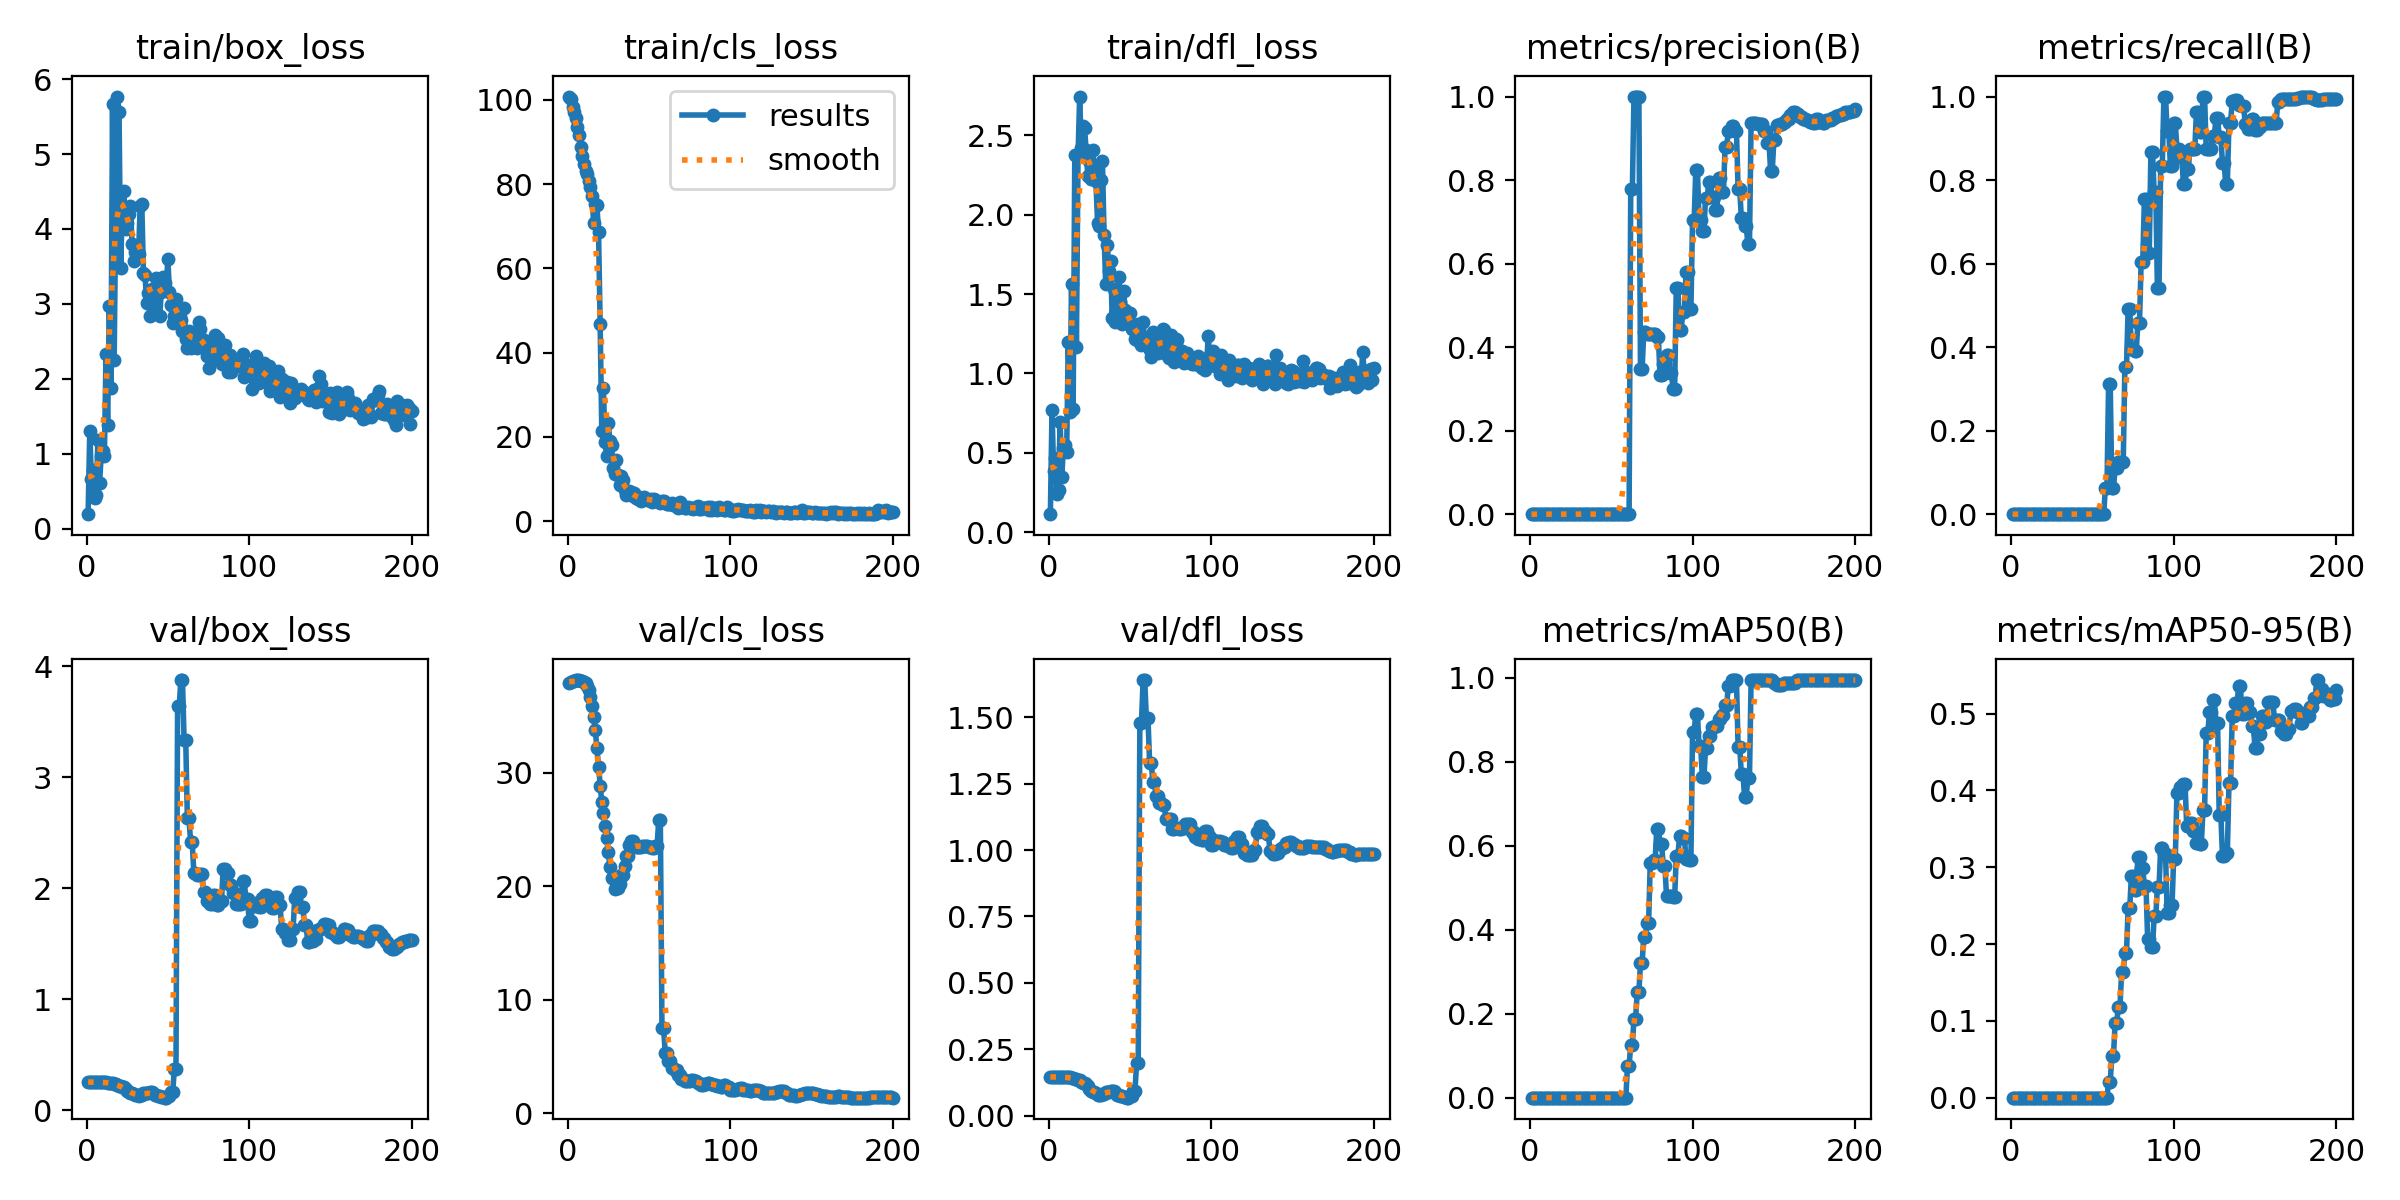 train/box_loss
train/cls_loss
train/dfl_loss
metrics/precision(B)
metrics/recall(B)
6
5
4
3
2
1
0
0 100 200
100
80
60
40
20
0
results
smooth
0 100 200
2.5
2.0
1.5
1.0
0.5
0.0
0 100 200
1.0
0.8
0.6
0.4
0.2
0.0
0 100 200
1.0
0.8
0.6
0.4
0.2
0.0
0 100 200
val/box_loss
val/cls_loss
val/dfl_loss
metrics/mAP50(B)
metrics/mAP50-95(B)
4
3
2
1
0
0 100 200
30
20
10
0
0 100 200
1.50
1.25
1.00
0.75
0.50
0.25
0.00
0 100 200
1.0
0.8
0.6
0.4
0.2
0.0
0 100 200
0.5
0.4
0.3
0.2
0.1
0.0
0 100 200